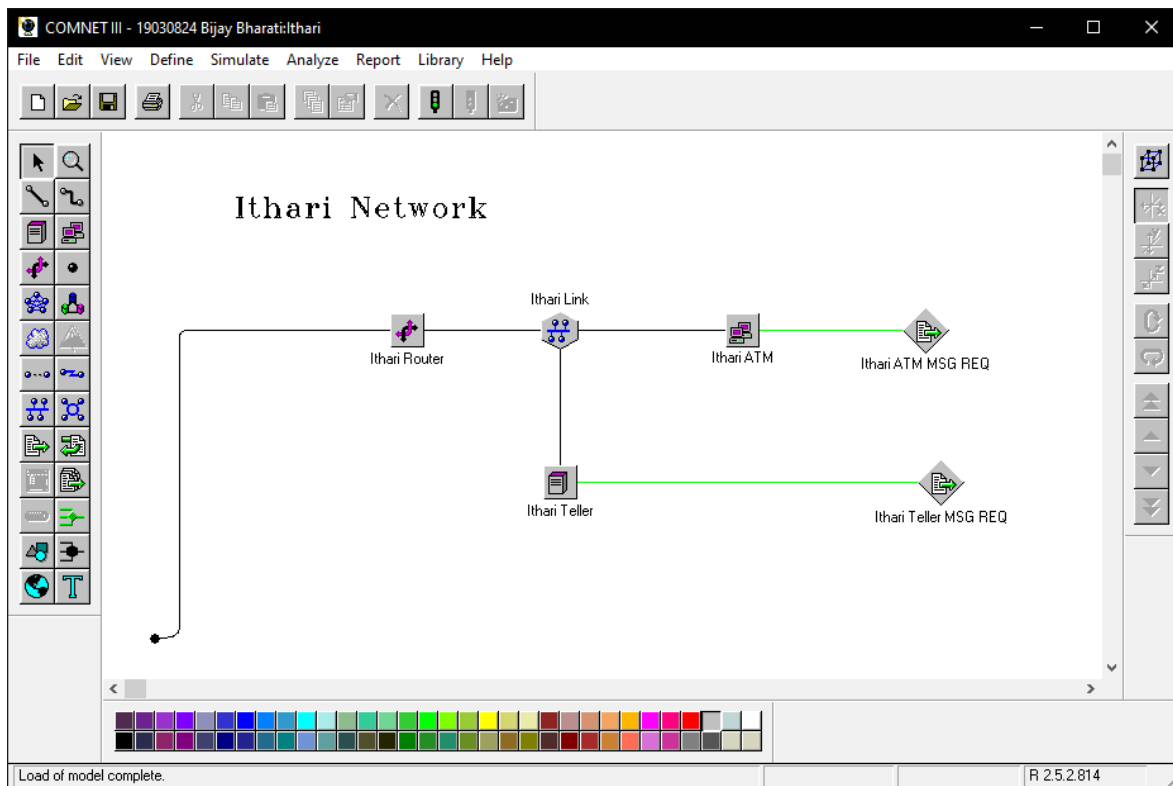 COMNET III - 19030824 Bijay Bharati:Ithari
File Edit View Define Simulate Analyze Report Library Help
Ithari Network
Ithari Link
Ithari Router
Ithari ATM
Ithari ATM MSG REQ
Ithari Teller
Ithari Teller MSG REQ
T
Load of model complete.
R 2.5.2.814